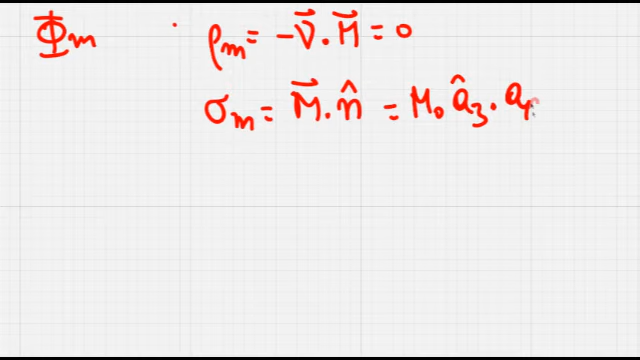 Φₘ · ρₘ = −∇⃗ · M⃗ = 0
σₘ = M⃗ · n̂ = M₀ â₃ ·